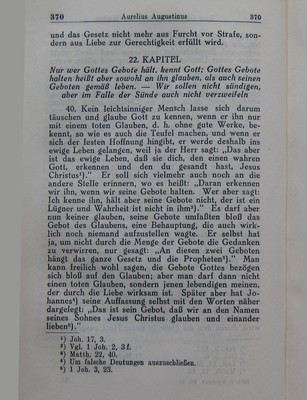 370 Aurelius Augustinus 370
und das Gesetz nicht mehr aus Furcht vor Strafe, son-
dern aus Liebe zur Gerechtigkeit erfüllt wird.
22. KAPITEL
Nur wer Gottes Gebote hält, kennt Gott; Gottes Gebote
halten heißt aber sowohl an ihn glauben, als auch seinen
Geboten gemäß leben. — Wir sollen nicht sündigen,
aber im Falle der Sünde auch nicht verzweifeln
40. Kein leichtsinniger Mensch lasse sich darum
täuschen und glaube Gott zu kennen, wenn er ihn nur
mit einem toten Glauben, d. h. ohne gute Werke, be-
kennt, so wie es auch die Teufel machen, und wenn er
sich der festen Hoffnung hingibt, er werde deshalb ins
ewige Leben gelangen, weil ja der Herr sagt: „Das aber
ist das ewige Leben, daß sie dich, den einen wahren
Gott, erkennen und den du gesandt hast, Jesus
Christus¹).“ Er soll sich vielmehr auch noch an die
andere Stelle erinnern, wo es heißt: „Daran erkennen
wir ihn, wenn wir seine Gebote halten. Wer aber sagt:
Ich kenne ihn, hält aber seine Gebote nicht, der ist ein
Lügner und Wahrheit ist nicht in ihm²).“ Es darf aber
nun keiner glauben, seine Gebote umfaßten bloß das
Gebot des Glaubens, eine Behauptung, die auch wirk-
lich noch niemand aufzustellen wagte. Er selbst hat
ja, um nicht durch die Menge der Gebote die Gedanken
zu verwirren, nur gesagt: „An diesen zwei Geboten
hängt das ganze Gesetz und die Propheten³).“ Man
kann freilich wohl sagen, die Gebote Gottes bezögen
sich bloß auf den Glauben; aber man darf dann nicht
einen toten Glauben, sondern jenen lebendigen meinen,
der durch die Liebe wirksam ist. Später aber hat Jo-
hannes⁴) seine Auffassung selbst mit den Worten näher
dargelegt: „Das ist sein Gebot, daß wir an den Namen
seines Sohnes Jesus Christus glauben und einander
lieben⁵).“
¹) Joh. 17, 3.
²) Vgl. 1 Joh. 2, 3 f.
³) Matth. 22, 40.
⁴) Um falsche Deutungen auszuschließen.
⁵) 1 Joh. 3, 23.